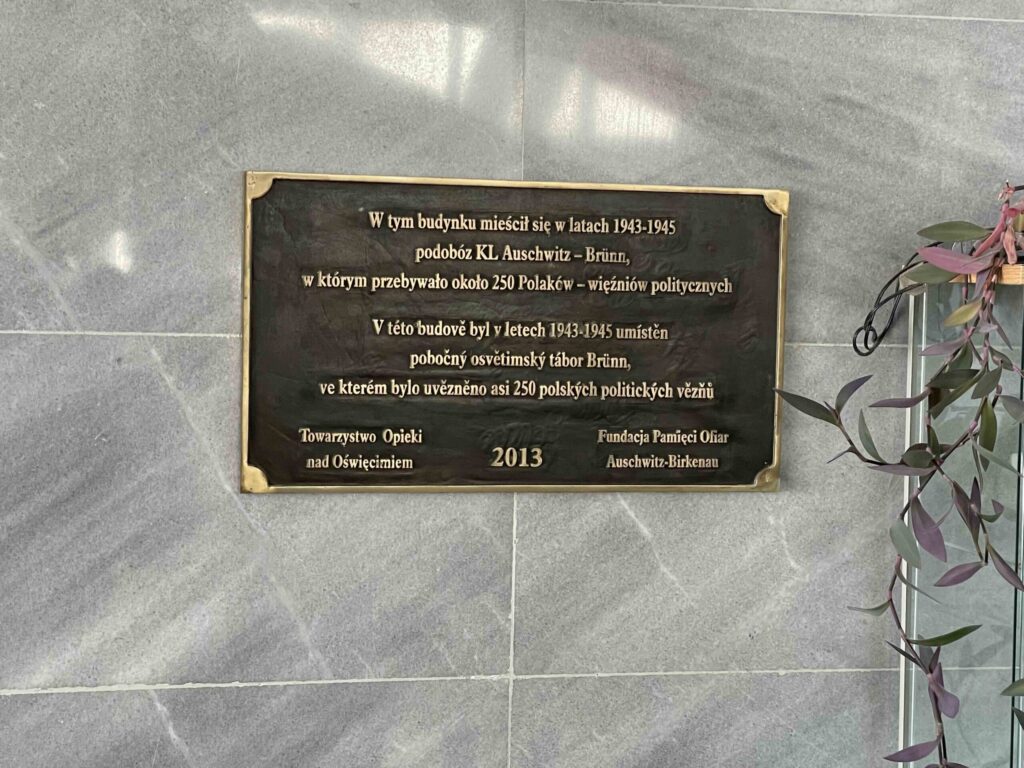 W tym budynku mieścił się w latach 1943-1945
podobóz KL Auschwitz – Brünn,
w którym przebywało około 250 Polaków – więźniów politycznych
V této budově byl v letech 1943-1945 umístěn
pobočný osvětimský tábor Brünn,
ve kterém bylo uvězněno asi 250 polských politických vězňů
Towarzystwo Opieki
nad Oświęcimiem
2013
Fundacja Pamięci Ofiar
Auschwitz-Birkenau